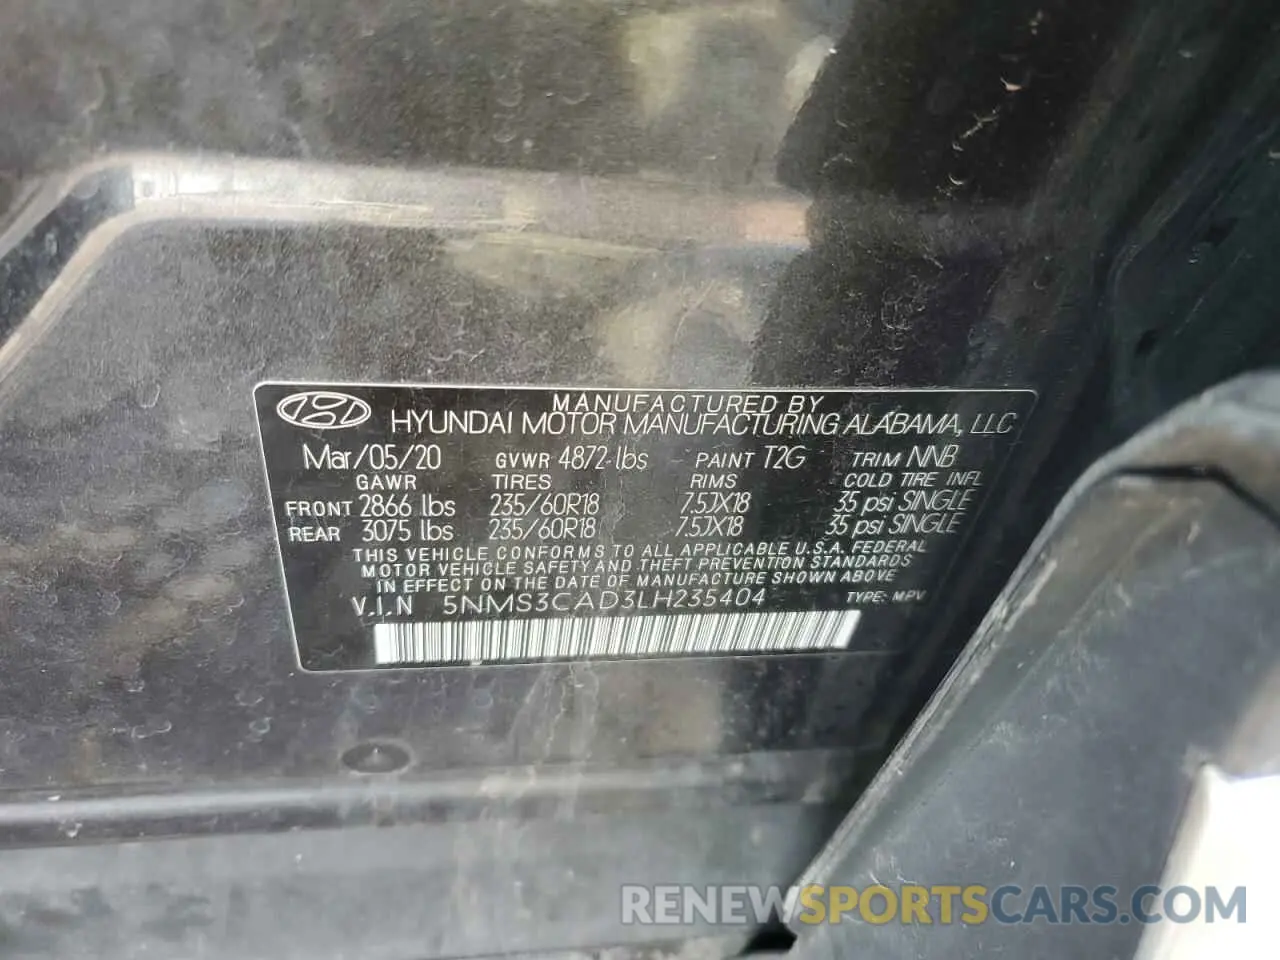 MANUFACTURED BY
HYUNDAI MOTOR MANUFACTURING ALABAMA, LLC
Mar/05/20 GVWR 4872 lbs PAINT T2G TRIM NNB
GAWR TIRES RIMS COLD TIRE INFL
FRONT 2866 lbs 235/60R18 7.5JX18 35 psi SINGLE
REAR 3075 lbs 235/60R18 7.5JX18 35 psi SINGLE
THIS VEHICLE CONFORMS TO ALL APPLICABLE U.S.A. FEDERAL
MOTOR VEHICLE SAFETY AND THEFT PREVENTION STANDARDS
IN EFFECT ON THE DATE OF MANUFACTURE SHOWN ABOVE
V.I.N 5NMS3CAD3LH235404 TYPE: MPV
RENEWSPORTSCARS.COM